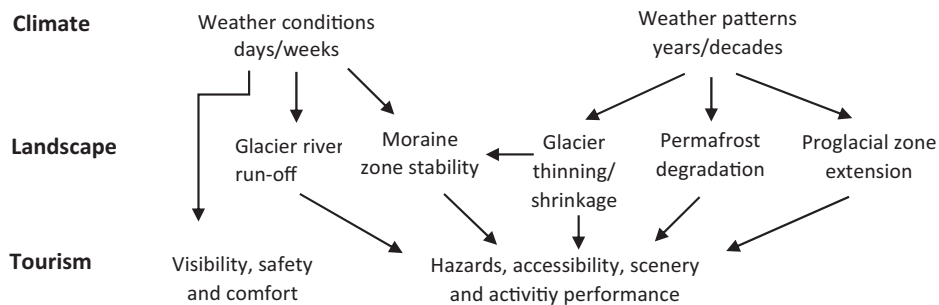 Climate
Weather conditions
days/weeks
Weather patterns
years/decades
Landscape
Glacier river
run-off
Moraine
zone stability
Glacier
thinning/
shrinkage
Permafrost
degradation
Proglacial zone
extension
Tourism
Visibility, safety
and comfort
Hazards, accessibility, scenery
and activitiy performance